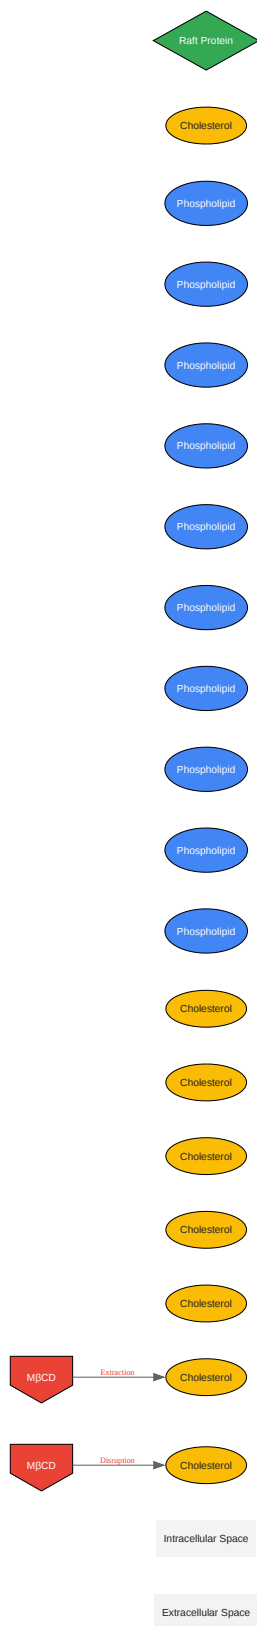 Raft Protein
Cholesterol
Phospholipid
Phospholipid
Phospholipid
Phospholipid
Phospholipid
Phospholipid
Phospholipid
Phospholipid
Phospholipid
Phospholipid
Cholesterol
Cholesterol
Cholesterol
Cholesterol
Cholesterol
MβCD
Extraction
Cholesterol
MβCD
Disruption
Cholesterol
Intracellular Space
Extracellular Space